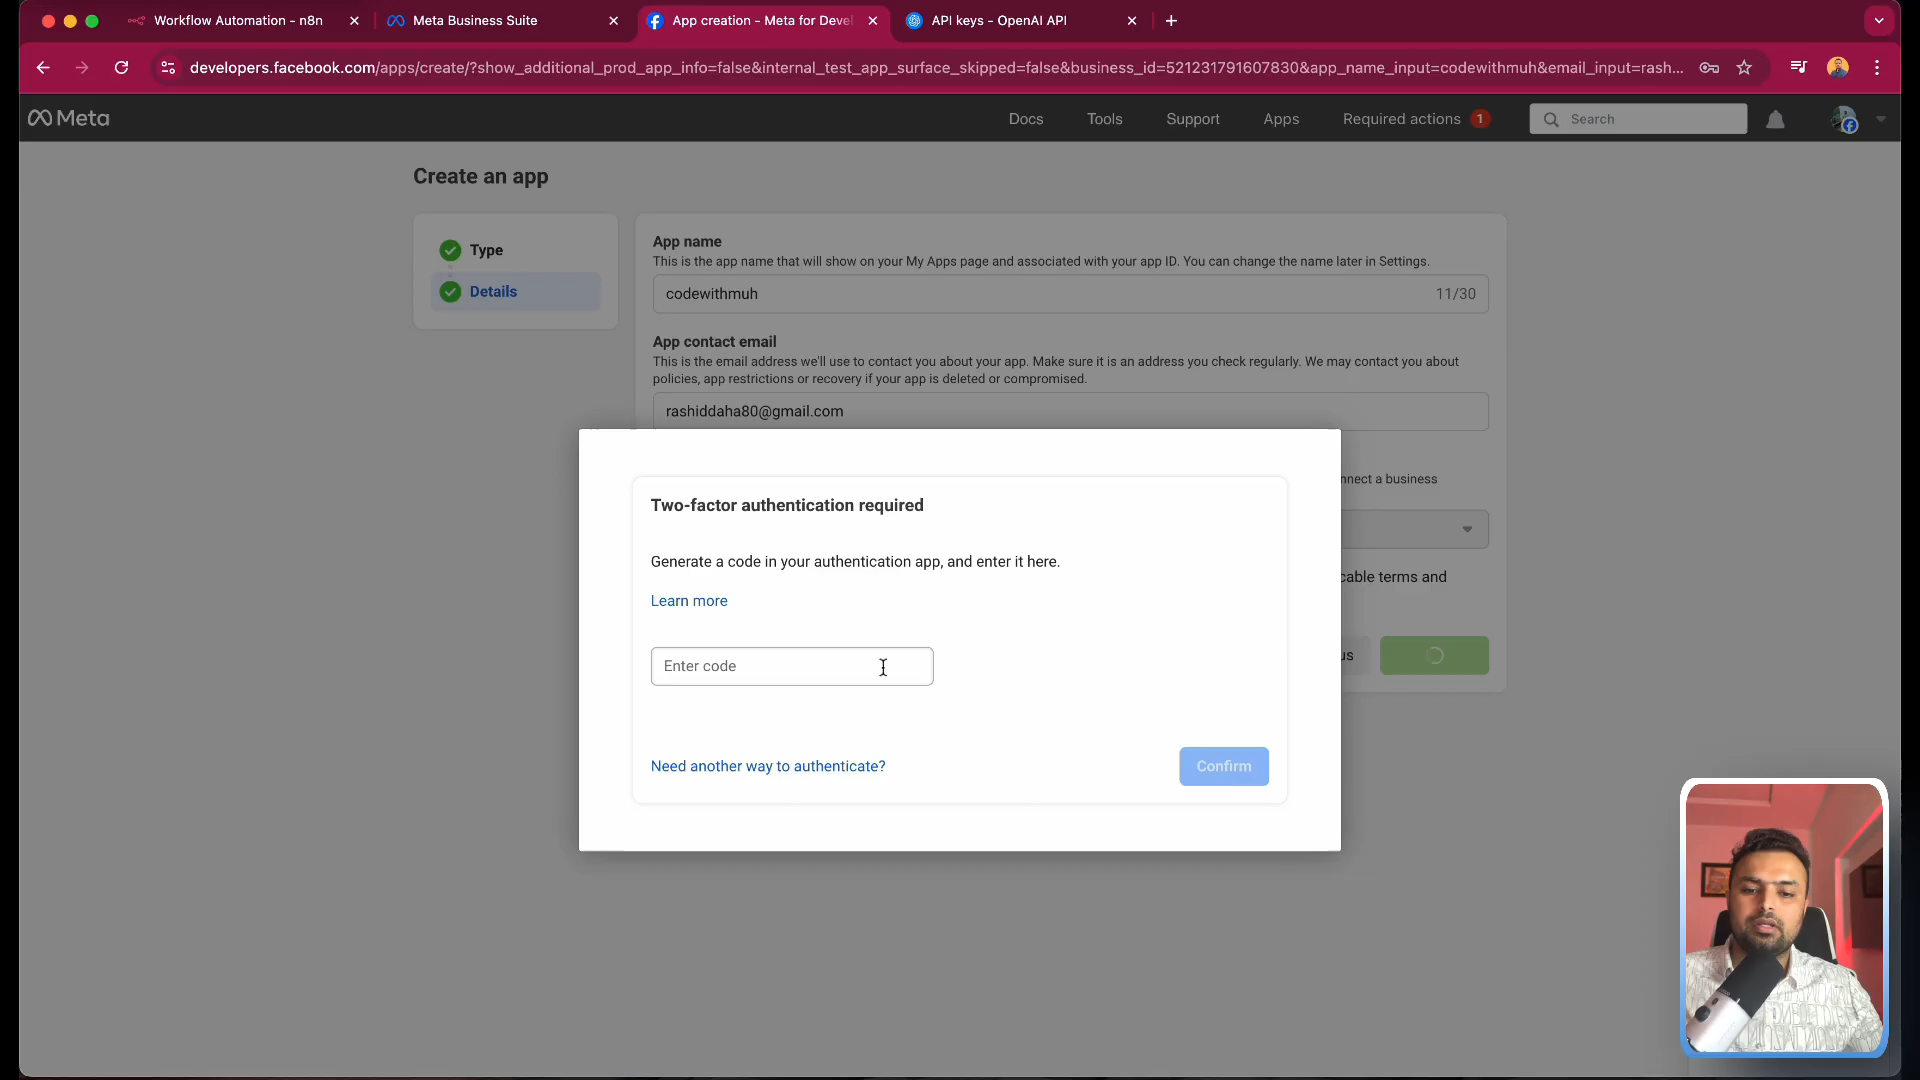 Workflow Automation - n8n
Meta Business Suite
App creation - Meta for Devel
API keys - OpenAI API
developers.facebook.com/apps/create/?show_additional_prod_app_info=false&internal_test_app_surface_skipped=false&business_id=521231791607830&app_name_input=codewithmuh&email_input=rash...
Meta
Docs
Tools
Support
Apps
Required actions 1
Search
Create an app
Type
Details
App name
This is the app name that will show on your My Apps page and associated with your app ID. You can change the name later in Settings.
codewithmuh
11/30
App contact email
This is the email address we'll use to contact you about your app. Make sure it is an address you check regularly. We may contact you about
policies, app restrictions or recovery if your app is deleted or compromised.
rashiddaha80@gmail.com
nnect a business
cable terms and
us
Two-factor authentication required
Generate a code in your authentication app, and enter it here.
Learn more
Enter code
Need another way to authenticate?
Confirm